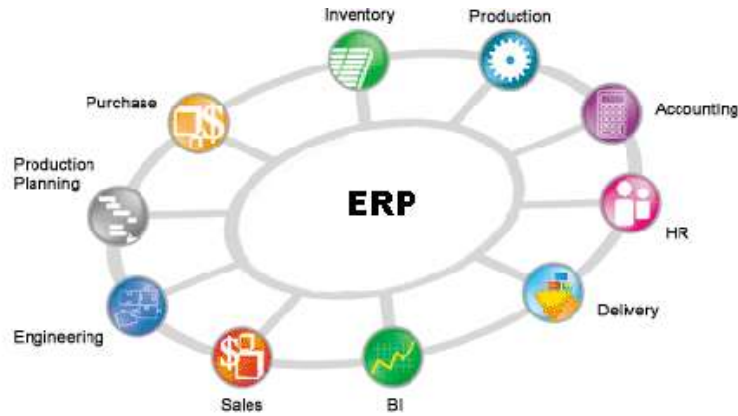 Inventory
Production
Purchase
Accounting
Production
Planning
ERP
HR
Delivery
Engineering
Sales
BI
$
$